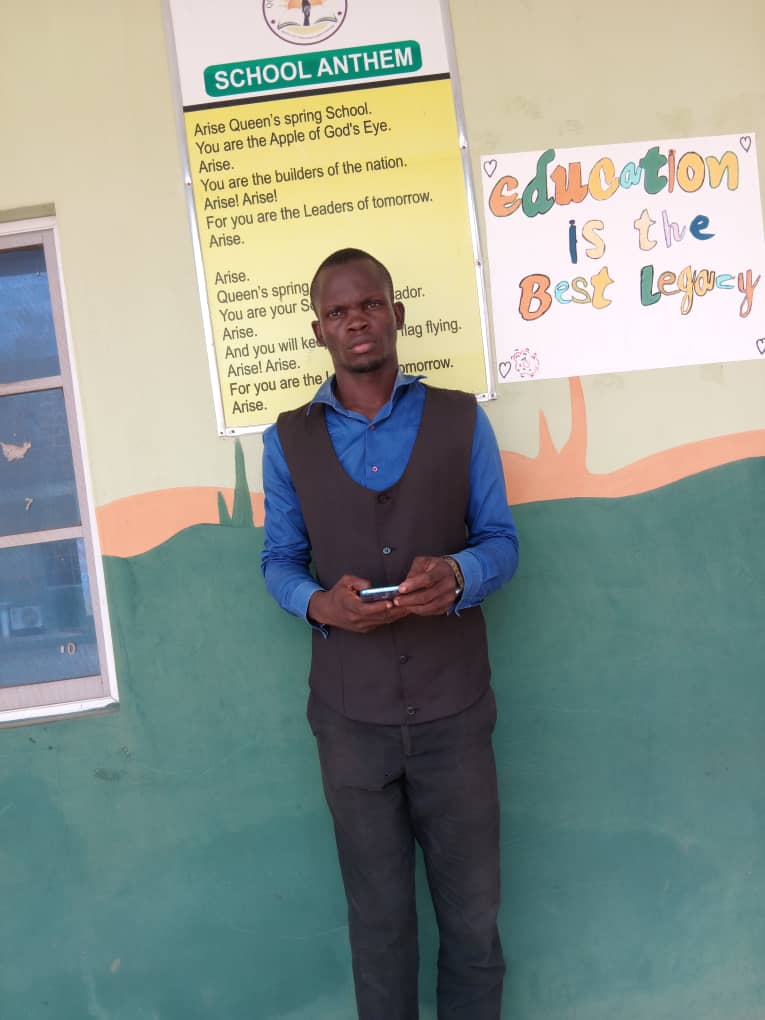 SCHOOL ANTHEM
Arise Queen's spring School.
You are the Apple of God's Eye.
Arise.
You are the builders of the nation.
Arise! Arise!
For you are the Leaders of tomorrow.
Arise.
Arise.
Queen's spring
You are your
Arise.
And you will flying.
Arise! Arise.
For you are the
Arise.
Education
is the
Best Legacy
7